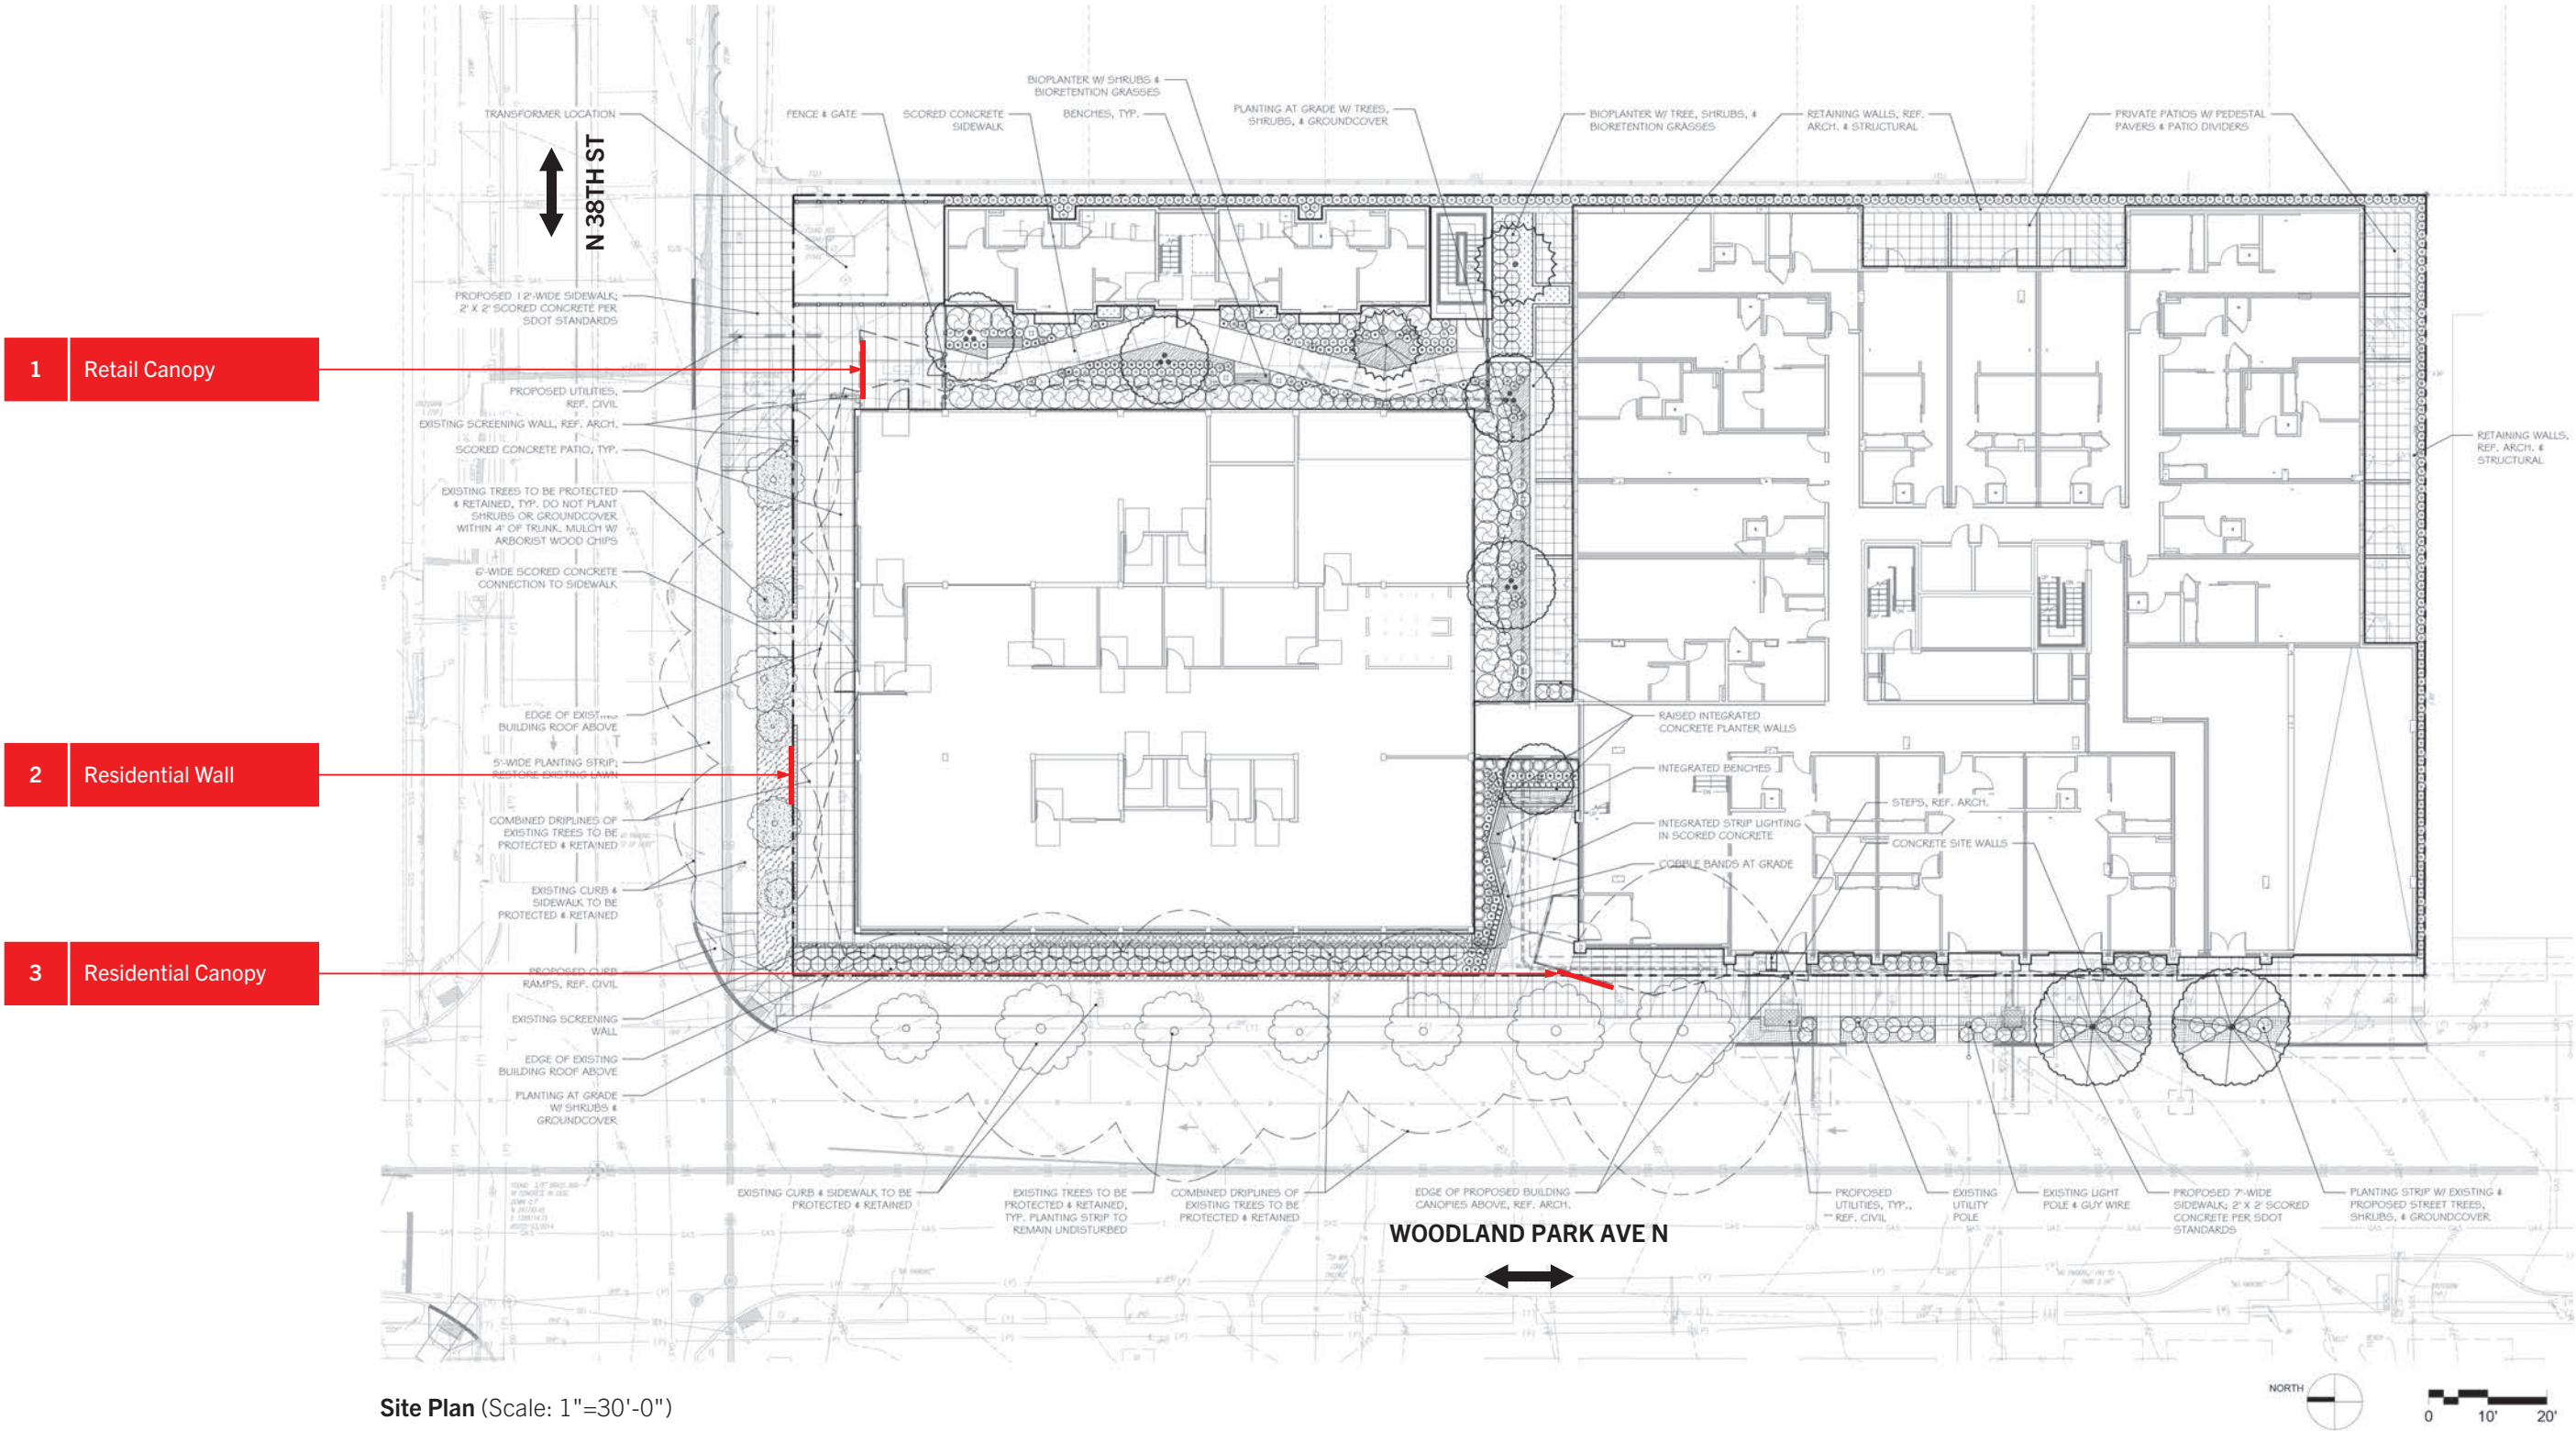 BIOPLANTER W/ SHRUBS &
BIORETENTION GRASSES
TRANSFORMER LOCATION
FENCE & GATE
SCORED CONCRETE
SIDEWALK
BENCHES, TYP.
PLANTING AT GRADE W/ TREES,
SHRUBS, & GROUNDCOVER
BIOPLANTER W/ TREE, SHRUBS, &
BIORETENTION GRASSES
RETAINING WALLS, REF.
ARCH. & STRUCTURAL
PRIVATE PATIOS W/ PEDESTAL
PAVERS & PATIO DIVIDERS
N 38TH ST
PROPOSED 12'-WIDE SIDEWALK;
2' X 2' SCORED CONCRETE PER
SDOT STANDARDS
1 Retail Canopy
PROPOSED UTILITIES,
REF. CIVIL
EXISTING SCREENING WALL, REF. ARCH.
SCORED CONCRETE PATIO, TYP.
RETAINING WALLS,
REF. ARCH. &
STRUCTURAL
EXISTING TREES TO BE PROTECTED
& RETAINED, TYP. DO NOT PLANT
SHRUBS OR GROUNDCOVER
WITHIN 4' OF TRUNK. MULCH W/
ARBORIST WOOD CHIPS
6'-WIDE SCORED CONCRETE
CONNECTION TO SIDEWALK
EDGE OF EXISTING
BUILDING ROOF ABOVE
RAISED INTEGRATED
CONCRETE PLANTER WALLS
2 Residential Wall
5'-WIDE PLANTING STRIP;
RESTORE EXISTING LAWN
INTEGRATED BENCHES
STEPS, REF. ARCH.
COMBINED DRIPLINES OF
EXISTING TREES TO BE
PROTECTED & RETAINED
INTEGRATED STRIP LIGHTING
IN SCORED CONCRETE
CONCRETE SITE WALLS
COBBLE BANDS AT GRADE
EXISTING CURB &
SIDEWALK TO BE
PROTECTED & RETAINED
3 Residential Canopy
PROPOSED CURB
RAMPS, REF. CIVIL
EXISTING SCREENING
WALL
EDGE OF EXISTING
BUILDING ROOF ABOVE
PLANTING AT GRADE
W/ SHRUBS &
GROUNDCOVER
EXISTING CURB & SIDEWALK TO BE
PROTECTED & RETAINED
EXISTING TREES TO BE
PROTECTED & RETAINED,
TYP. PLANTING STRIP TO
REMAIN UNDISTURBED
COMBINED DRIPLINES OF
EXISTING TREES TO BE
PROTECTED & RETAINED
EDGE OF PROPOSED BUILDING
CANOPIES ABOVE, REF. ARCH.
PROPOSED
UTILITIES, TYP.,
REF. CIVIL
EXISTING
UTILITY
POLE
EXISTING LIGHT
POLE & GUY WIRE
PROPOSED 7'-WIDE
SIDEWALK; 2' X 2' SCORED
CONCRETE PER SDOT
STANDARDS
PLANTING STRIP W/ EXISTING &
PROPOSED STREET TREES,
SHRUBS, & GROUNDCOVER
WOODLAND PARK AVE N
Site Plan (Scale: 1"=30'-0")
NORTH
0 10' 20'